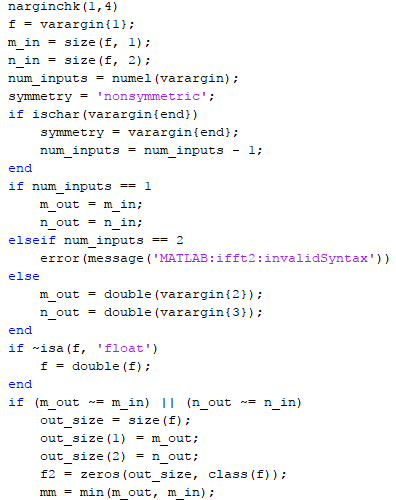 narginchk(1,4)
f = varargin{1};
m_in = size(f, 1);
n_in = size(f, 2);
num_inputs = numel(varargin);
symmetry = 'nonsymmetric';
if ischar(varargin{end})
    symmetry = varargin{end};
    num_inputs = num_inputs - 1;
end
if num_inputs == 1
    m_out = m_in;
    n_out = n_in;
elseif num_inputs == 2
    error(message('MATLAB:ifft2:invalidSyntax'))
else
    m_out = double(varargin{2});
    n_out = double(varargin{3});
end
if ~isa(f, 'float')
    f = double(f);
end
if (m_out ~= m_in) || (n_out ~= n_in)
    out_size = size(f);
    out_size(1) = m_out;
    out_size(2) = n_out;
    f2 = zeros(out_size, class(f));
    mm = min(m_out, m_in);